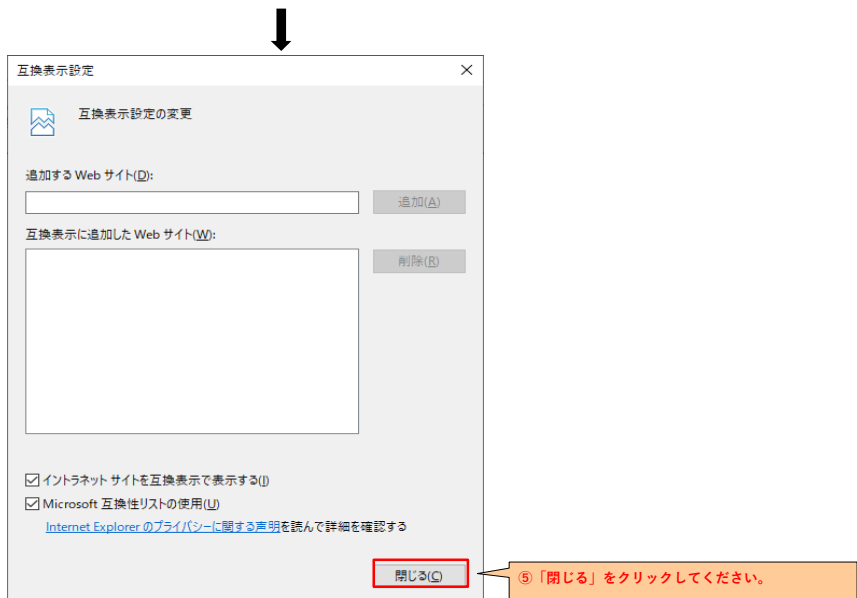 互換表示設定
互換表示設定の変更
追加する Web サイト(D):
追加(A)
互換表示に追加した Web サイト(W):
削除(R)
イントラネット サイトを互換表示で表示する(I)
Microsoft 互換性リストの使用(U)
Internet Explorer のプライバシーに関する声明を読んで詳細を確認する
閉じる(C)
⑤「閉じる」をクリックしてください。